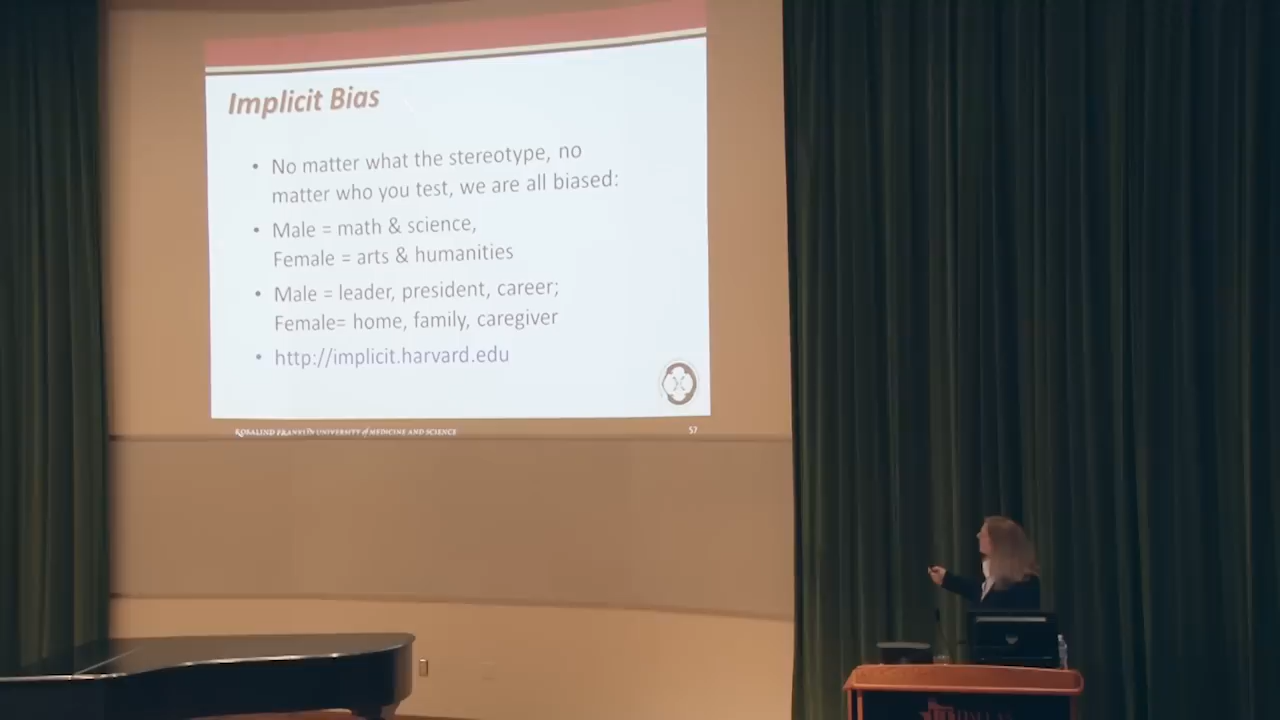 Implicit Bias
• No matter what the stereotype, no
matter who you test, we are all biased:
• Male = math & science,
Female = arts & humanities
• Male = leader, president, career;
Female= home, family, caregiver
• http://implicit.harvard.edu
ROSALIND FRANKLIN UNIVERSITY of MEDICINE AND SCIENCE
57